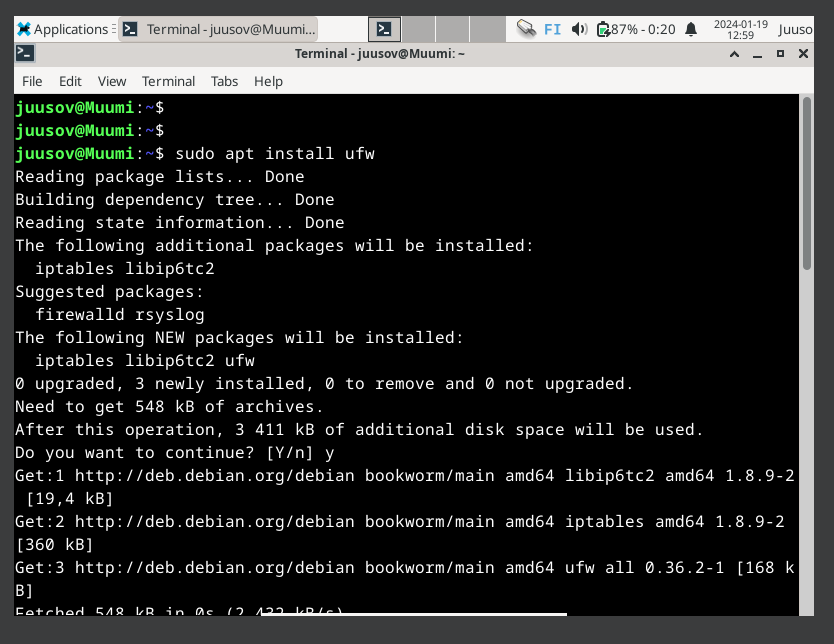 Applications
Terminal - juusov@Muumi...
FI
87% - 0:20
2024-01-19
12:59
Juuso
Terminal - juusov@Muumi: ~
File Edit View Terminal Tabs Help
juusov@Muumi:~$
juusov@Muumi:~$
juusov@Muumi:~$ sudo apt install ufw
Reading package lists... Done
Building dependency tree... Done
Reading state information... Done
The following additional packages will be installed:
  iptables libip6tc2
Suggested packages:
  firewalld rsyslog
The following NEW packages will be installed:
  iptables libip6tc2 ufw
0 upgraded, 3 newly installed, 0 to remove and 0 not upgraded.
Need to get 548 kB of archives.
After this operation, 3 411 kB of additional disk space will be used.
Do you want to continue? [Y/n] y
Get:1 http://deb.debian.org/debian bookworm/main amd64 libip6tc2 amd64 1.8.9-2
 [19,4 kB]
Get:2 http://deb.debian.org/debian bookworm/main amd64 iptables amd64 1.8.9-2
[360 kB]
Get:3 http://deb.debian.org/debian bookworm/main amd64 ufw all 0.36.2-1 [168 k
B]
Fetched 548 kB in 0s (2 432 kB/s)